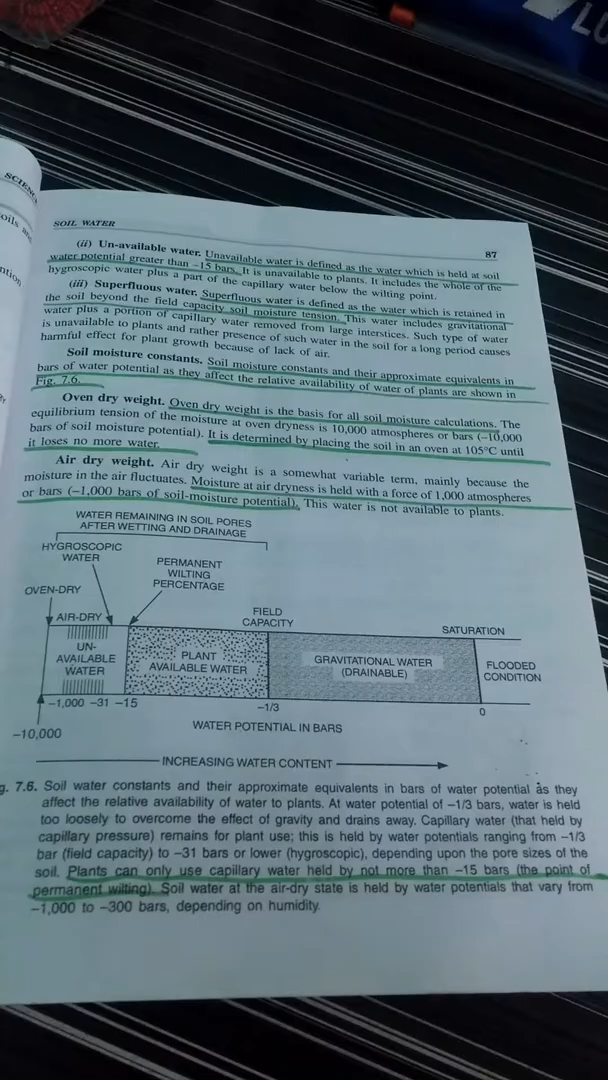 SCIENC
oils an
ntion
LU
SOIL WATER
87
(ii) Un-available water. Unavailable water is defined as the water which is held at soil
water potential greater than –15 bars. It is unavailable to plants. It includes the whole of the
hygroscopic water plus a part of the capillary water below the wilting point.
(iii) Superfluous water. Superfluous water is defined as the water which is retained in
the soil beyond the field capacity soil moisture tension. This water includes gravitational
water plus a portion of capillary water removed from large interstices. Such type of water
is unavailable to plants and rather presence of such water in the soil for a long period causes
harmful effect for plant growth because of lack of air.
Soil moisture constants. Soil moisture constants and their approximate equivalents in
bars of water potential as they affect the relative availability of water of plants are shown in
Fig. 7.6.
Oven dry weight. Oven dry weight is the basis for all soil moisture calculations. The
equilibrium tension of the moisture at oven dryness is 10,000 atmospheres or bars (–10,000
bars of soil moisture potential). It is determined by placing the soil in an oven at 105°C until
it loses no more water.
Air dry weight. Air dry weight is a somewhat variable term, mainly because the
moisture in the air fluctuates. Moisture at air dryness is held with a force of 1,000 atmospheres
or bars (–1,000 bars of soil-moisture potential). This water is not available to plants.
WATER REMAINING IN SOIL PORES
AFTER WETTING AND DRAINAGE
HYGROSCOPIC
WATER
PERMANENT
WILTING
PERCENTAGE
OVEN-DRY
AIR-DRY
FIELD
CAPACITY
SATURATION
UN-
AVAILABLE
WATER
PLANT
AVAILABLE WATER
GRAVITATIONAL WATER
(DRAINABLE)
FLOODED
CONDITION
–1,000 –31 –15
–1/3
0
–10,000
WATER POTENTIAL IN BARS
INCREASING WATER CONTENT
g. 7.6. Soil water constants and their approximate equivalents in bars of water potential as they
affect the relative availability of water to plants. At water potential of –1/3 bars, water is held
too loosely to overcome the effect of gravity and drains away. Capillary water (that held by
capillary pressure) remains for plant use; this is held by water potentials ranging from –1/3
bar (field capacity) to –31 bars or lower (hygroscopic), depending upon the pore sizes of the
soil. Plants can only use capillary water held by not more than –15 bars (the point of
permanent wilting). Soil water at the air-dry state is held by water potentials that vary from
–1,000 to –300 bars, depending on humidity.